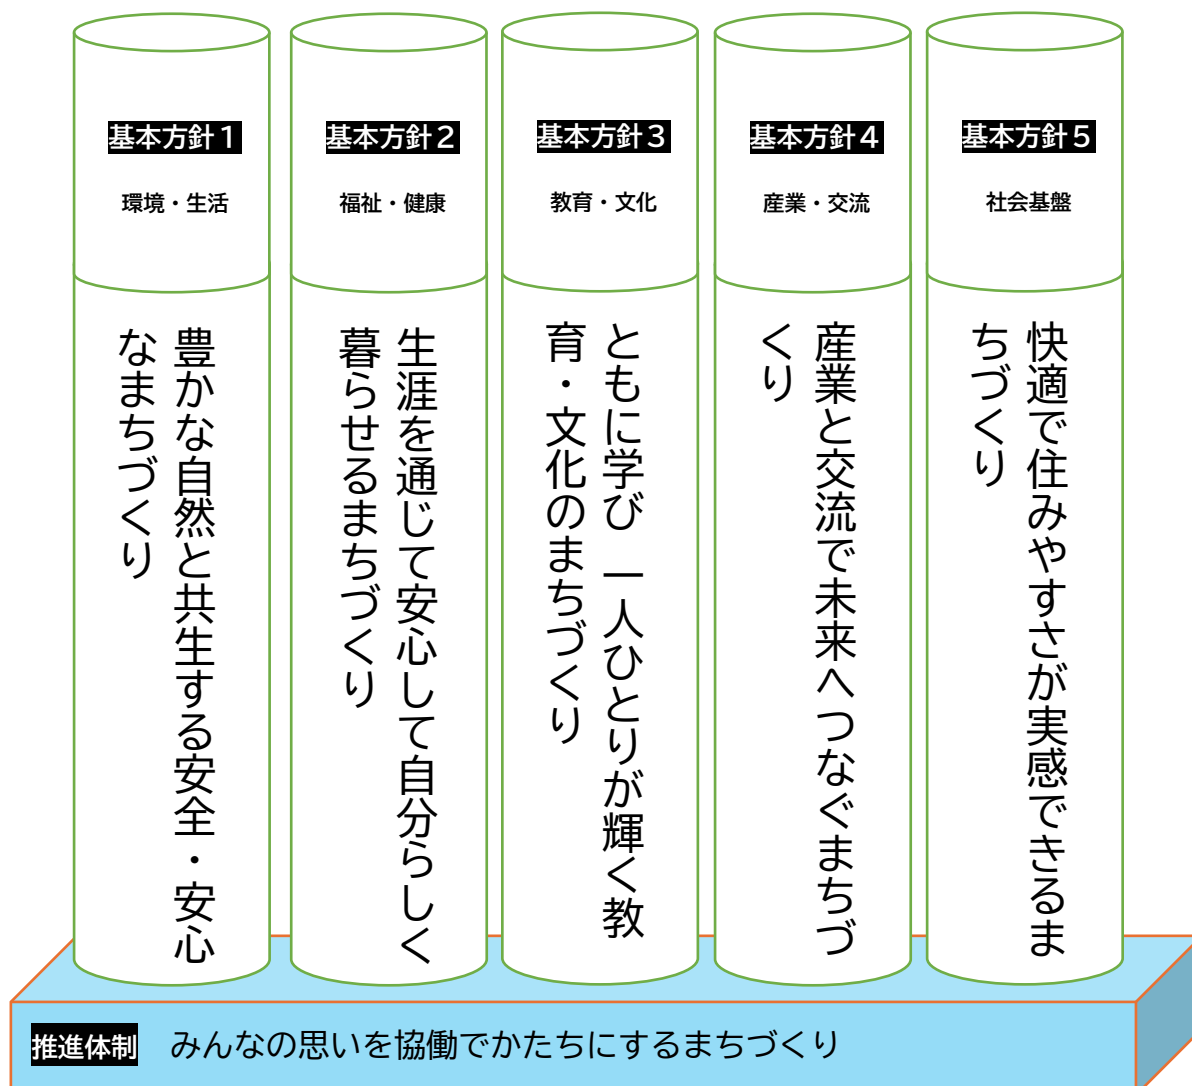 基本方針１
環境・生活
豊かな自然と共生する安全・安心
なまちづくり
基本方針２
福祉・健康
生涯を通じて安心して自分らしく
暮らせるまちづくり
基本方針３
教育・文化
ともに学び　一人ひとりが輝く教
育・文化のまちづくり
基本方針４
産業・交流
産業と交流で未来へつなぐまちづ
くり
基本方針５
社会基盤
快適で住みやすさが実感できるま
ちづくり
推進体制　みんなの思いを協働でかたちにするまちづくり